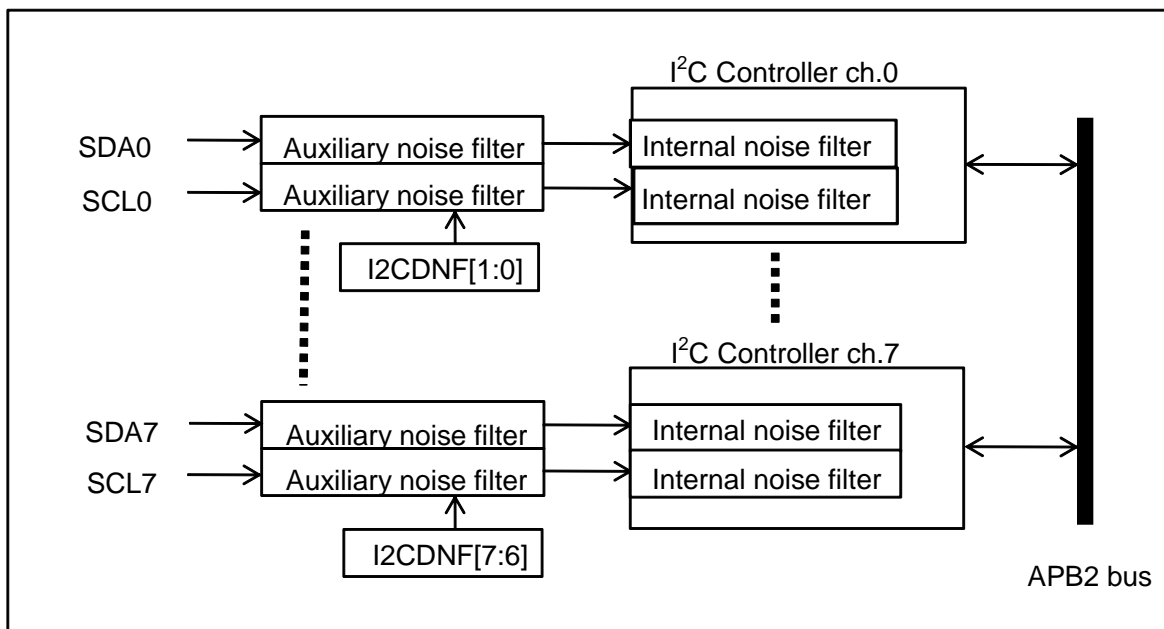 I²C Controller ch.0
SDA0
Auxiliary noise filter
Internal noise filter
SCL0
Auxiliary noise filter
Internal noise filter
I2CDNF[1:0]
I²C Controller ch.7
SDA7
Auxiliary noise filter
Internal noise filter
SCL7
Auxiliary noise filter
Internal noise filter
I2CDNF[7:6]
APB2 bus